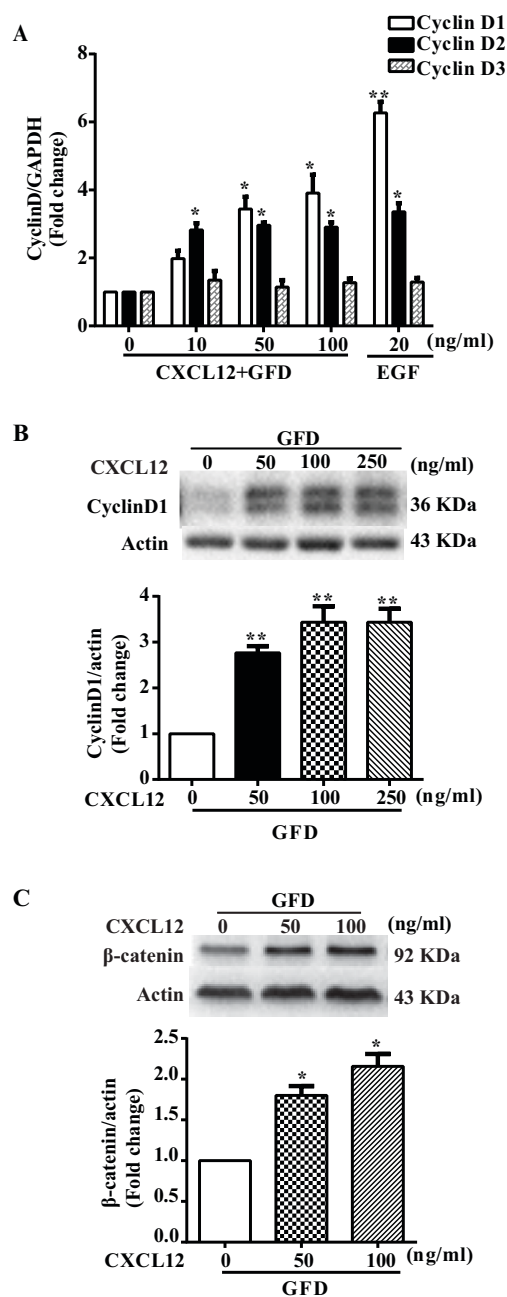 A
Cyclin D1
Cyclin D2
Cyclin D3
CyclinD/GAPDH
(Fold change)
8
6
4
2
0
**
*
*
*
*
*
*
0 10 50 100 20 (ng/ml)
CXCL12+GFD EGF
B
GFD
CXCL12 0 50 100 250 (ng/ml)
CyclinD1 36 KDa
Actin 43 KDa
CyclinD1/actin
(Fold change)
4
3
2
1
0
** ** **
CXCL12 0 50 100 250 (ng/ml)
GFD
C
GFD
CXCL12 0 50 100 (ng/ml)
β-catenin 92 KDa
Actin 43 KDa
β-catenin/actin
(Fold change)
2.5
2.0
1.5
1.0
0.5
0.0
* *
CXCL12 0 50 100 (ng/ml)
GFD